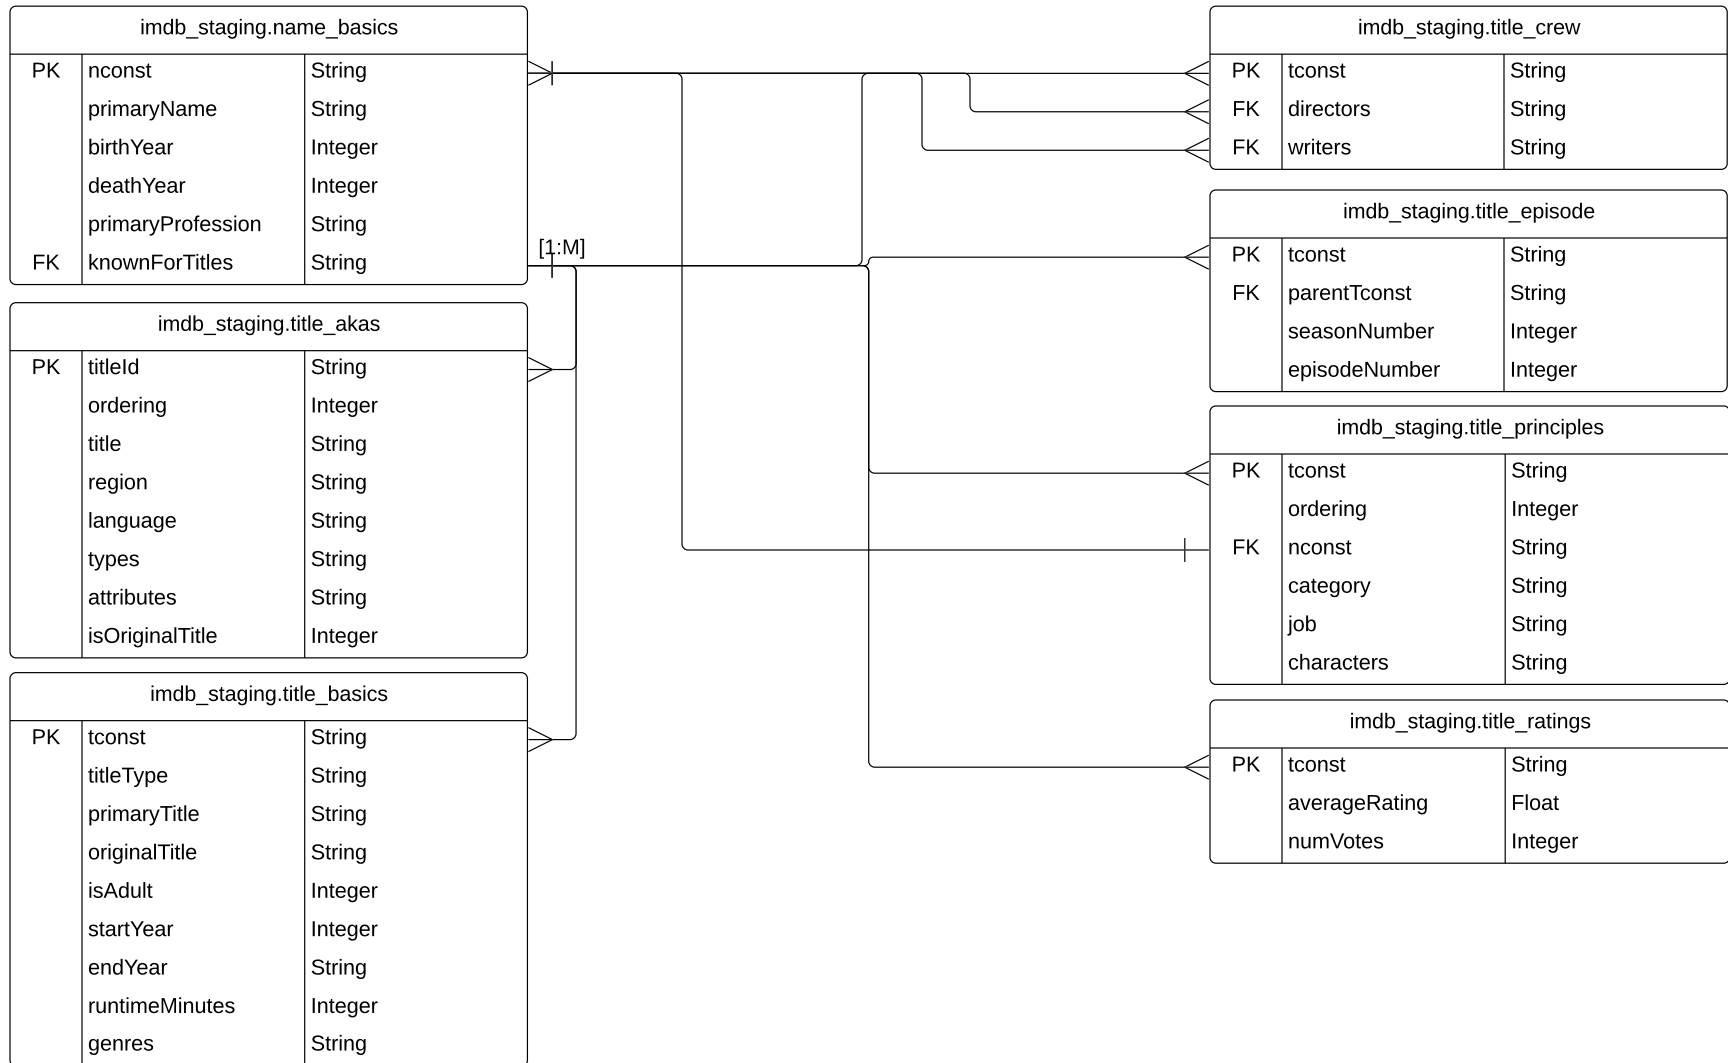 imdb_staging.name_basics
PK nconst String
primaryName String
birthYear Integer
deathYear Integer
primaryProfession String
FK knownForTitles String
[1:M]
imdb_staging.title_akas
PK titleId String
ordering Integer
title String
region String
language String
types String
attributes String
isOriginalTitle Integer
imdb_staging.title_basics
PK tconst String
titleType String
primaryTitle String
originalTitle String
isAdult Integer
startYear Integer
endYear String
runtimeMinutes Integer
genres String
imdb_staging.title_crew
PK tconst String
FK directors String
FK writers String
imdb_staging.title_episode
PK tconst String
FK parentTconst String
seasonNumber Integer
episodeNumber Integer
imdb_staging.title_principles
PK tconst String
ordering Integer
FK nconst String
category String
job String
characters String
imdb_staging.title_ratings
PK tconst String
averageRating Float
numVotes Integer